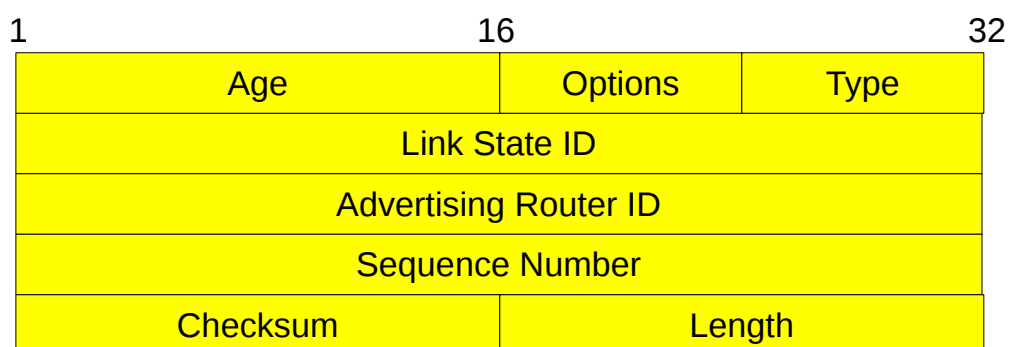 1 16 32
Age Options Type
Link State ID
Advertising Router ID
Sequence Number
Checksum Length